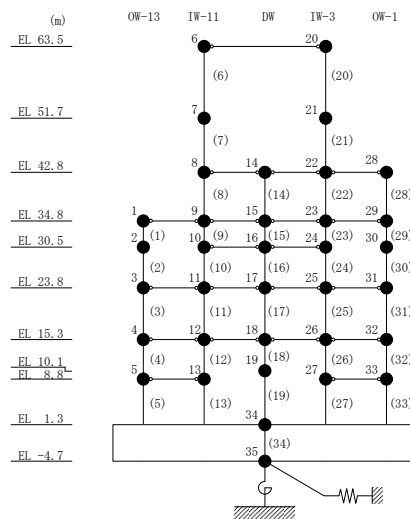 (m) OW-13 IW-11 DW IW-3 OW-1
EL 63.5 6 20
(6) (20)
EL 51.7 7 21
(7) (21)
EL 42.8 8 14 22 28
(8) (14) (22) (28)
EL 34.8 1 9 15 23 29
(1) (9) (15) (23) (29)
EL 30.5 2 10 16 24 30
(2) (10) (16) (24) (30)
EL 23.8 3 11 17 25 31
(3) (11) (17) (25) (31)
EL 15.3 4 12 18 26 32
(4) (12) (18) (26) (32)
EL 10.1 19
EL 8.8 5 13 27 33
(5) (13) (19) (27) (33)
EL 1.3 34
(34)
EL -4.7 35